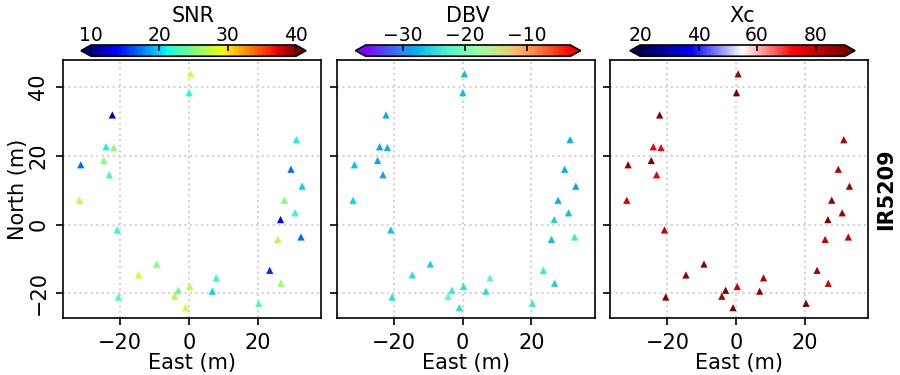 SNR DBV Xc
10 20 30 40 −30 −20 −10 20 40 60 80
40
20
0
−20
North (m)
−20 0 20 −20 0 20 −20 0 20
East (m) East (m) East (m)
IR5209